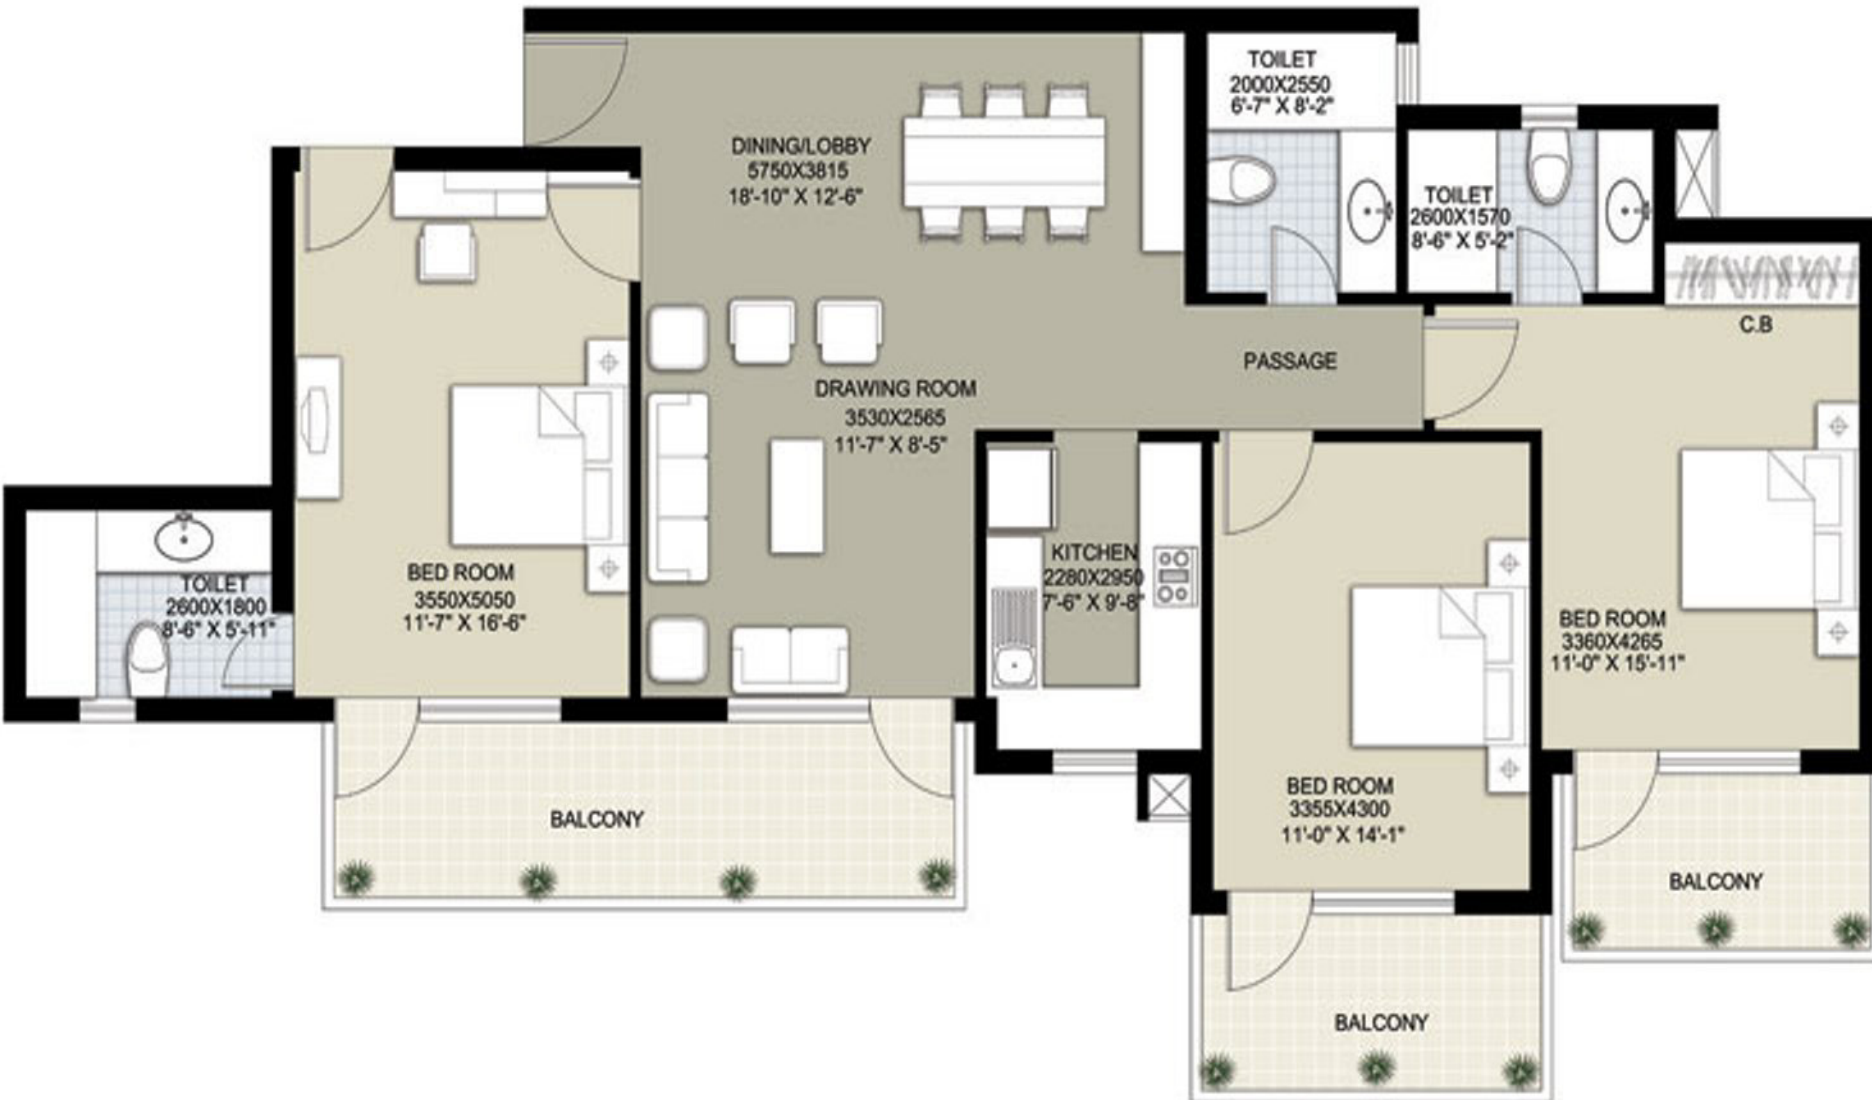 TOILET
2000X2550
6'-7" X 8'-2"
DINING/LOBBY
5750X3815
18'-10" X 12'-6"
TOILET
2600X1570
8'-6" X 5'-2"
C.B
PASSAGE
DRAWING ROOM
3530X2565
11'-7" X 8'-5"
KITCHEN
2280X2950
7'-6" X 9'-8"
BED ROOM
3550X5050
11'-7" X 16'-6"
TOILET
2600X1800
8'-6" X 5'-11"
BED ROOM
3360X4265
11'-0" X 15'-11"
BED ROOM
3355X4300
11'-0" X 14'-1"
BALCONY
BALCONY
BALCONY